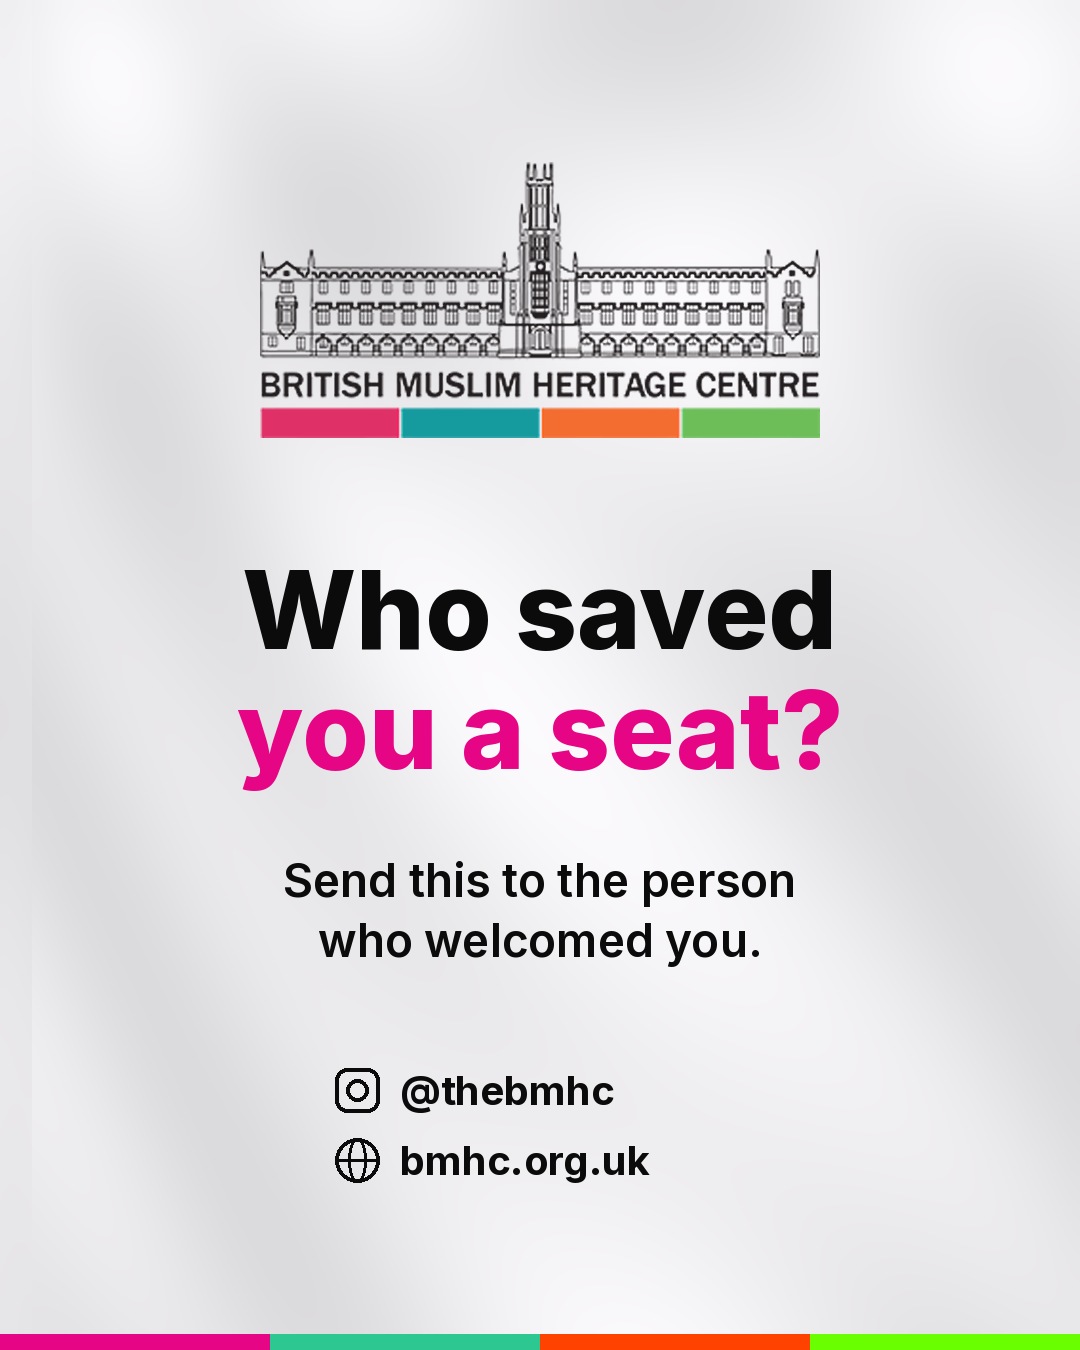 BRITISH MUSLIM HERITAGE CENTRE
Who saved
you a seat?
Send this to the person
who welcomed you.
@thebmhc
bmhc.org.uk